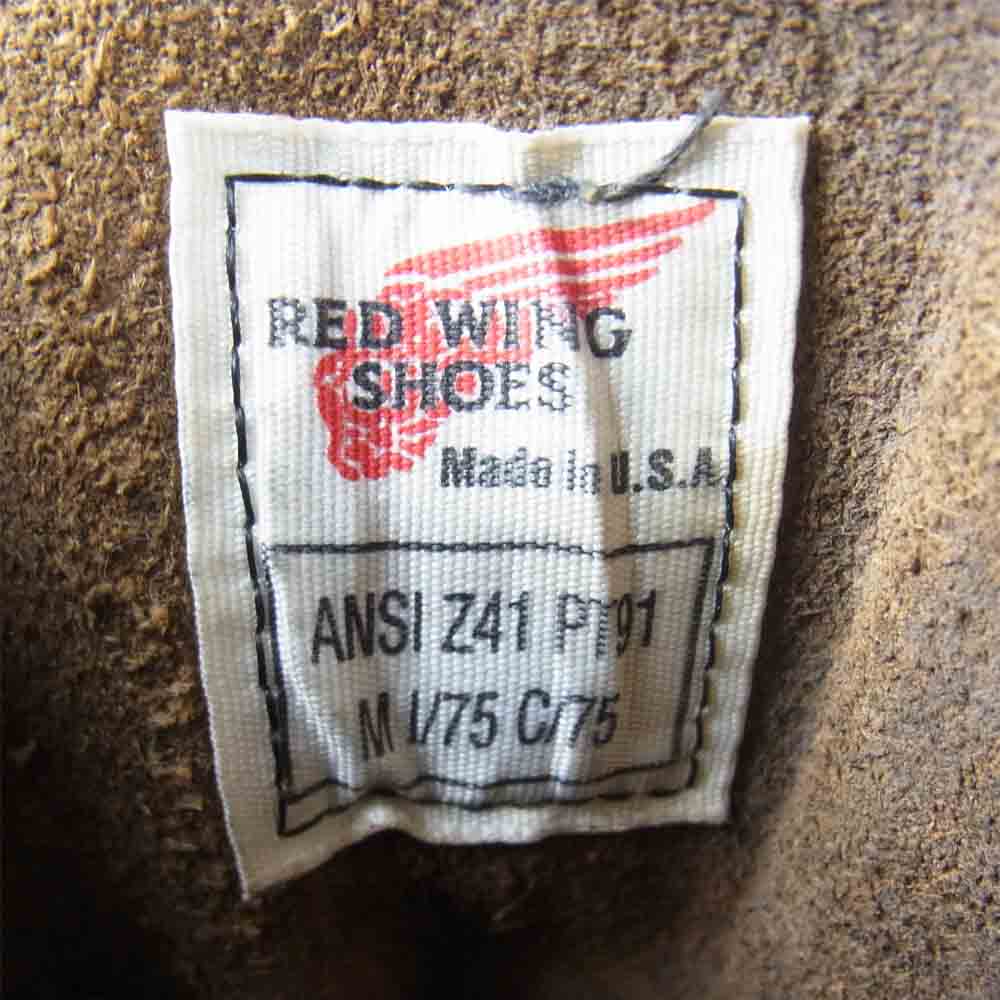 RED WING
SHOES
Made in U.S.A.
ANSI Z41 PT91
M I/75 C/75